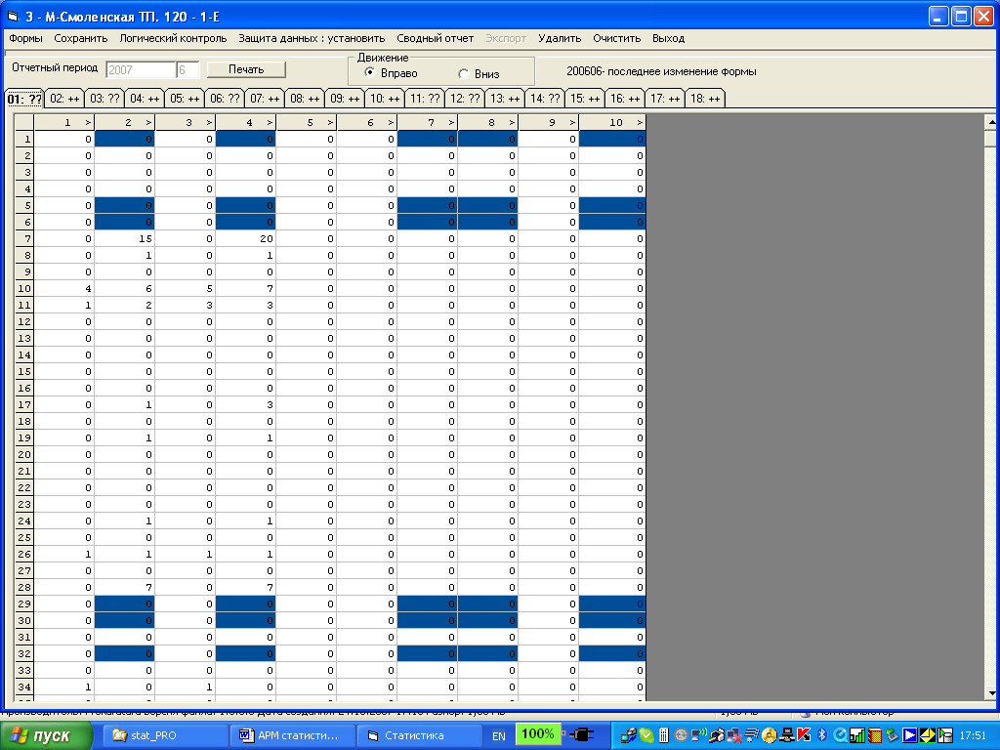 3 - М-Смоленская ТП. 120 - 1-Е
Формы Сохранить Логический контроль Защита данных : установить Сводный отчет Экспорт Удалить Очистить Выход
Отчетный период 2007 6 Печать Движение Вправо Вниз 200606- последнее изменение формы
01: ?? 02: ++ 03: ?? 04: ++ 05: ++ 06: ?? 07: ++ 08: ++ 09: ++ 10: ++ 11: ?? 12: ?? 13: ++ 14: ?? 15: ++ 16: ++ 17: ++ 18: ++
1 > 2 > 3 > 4 > 5 > 6 > 7 > 8 > 9 > 10 >
1 0 0 0 0 0 0 0 0 0 0
2 0 0 0 0 0 0 0 0 0 0
3 0 0 0 0 0 0 0 0 0 0
4 0 0 0 0 0 0 0 0 0 0
5 0 0 0 0 0 0 0 0 0 0
6 0 0 0 0 0 0 0 0 0 0
7 0 15 0 20 0 0 0 0 0 0
8 0 1 0 1 0 0 0 0 0 0
9 0 0 0 0 0 0 0 0 0 0
10 4 6 5 7 0 0 0 0 0 0
11 1 2 3 3 0 0 0 0 0 0
12 0 0 0 0 0 0 0 0 0 0
13 0 0 0 0 0 0 0 0 0 0
14 0 0 0 0 0 0 0 0 0 0
15 0 0 0 0 0 0 0 0 0 0
16 0 0 0 0 0 0 0 0 0 0
17 0 1 0 3 0 0 0 0 0 0
18 0 0 0 0 0 0 0 0 0 0
19 0 1 0 1 0 0 0 0 0 0
20 0 0 0 0 0 0 0 0 0 0
21 0 0 0 0 0 0 0 0 0 0
22 0 0 0 0 0 0 0 0 0 0
23 0 0 0 0 0 0 0 0 0 0
24 0 1 0 1 0 0 0 0 0 0
25 0 0 0 0 0 0 0 0 0 0
26 1 1 1 1 0 0 0 0 0 0
27 0 0 0 0 0 0 0 0 0 0
28 0 7 0 7 0 0 0 0 0 0
29 0 0 0 0 0 0 0 0 0 0
30 0 0 0 0 0 0 0 0 0 0
31 0 0 0 0 0 0 0 0 0 0
32 0 0 0 0 0 0 0 0 0 0
33 0 0 0 0 0 0 0 0 0 0
34 1 0 1 0 0 0 0 0 0 0
пуск stat_PRO АРМ статисти... Статистика EN 100% 17:51